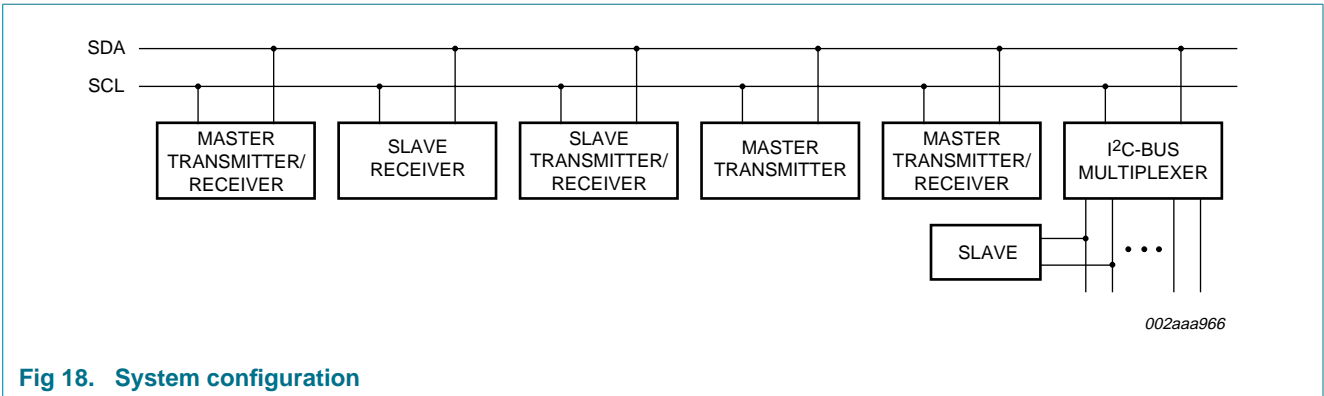 SDA
SCL
MASTER
TRANSMITTER/
RECEIVER
SLAVE
RECEIVER
SLAVE
TRANSMITTER/
RECEIVER
MASTER
TRANSMITTER
MASTER
TRANSMITTER/
RECEIVER
I2C-BUS
MULTIPLEXER
SLAVE
002aaa966
Fig 18. System configuration